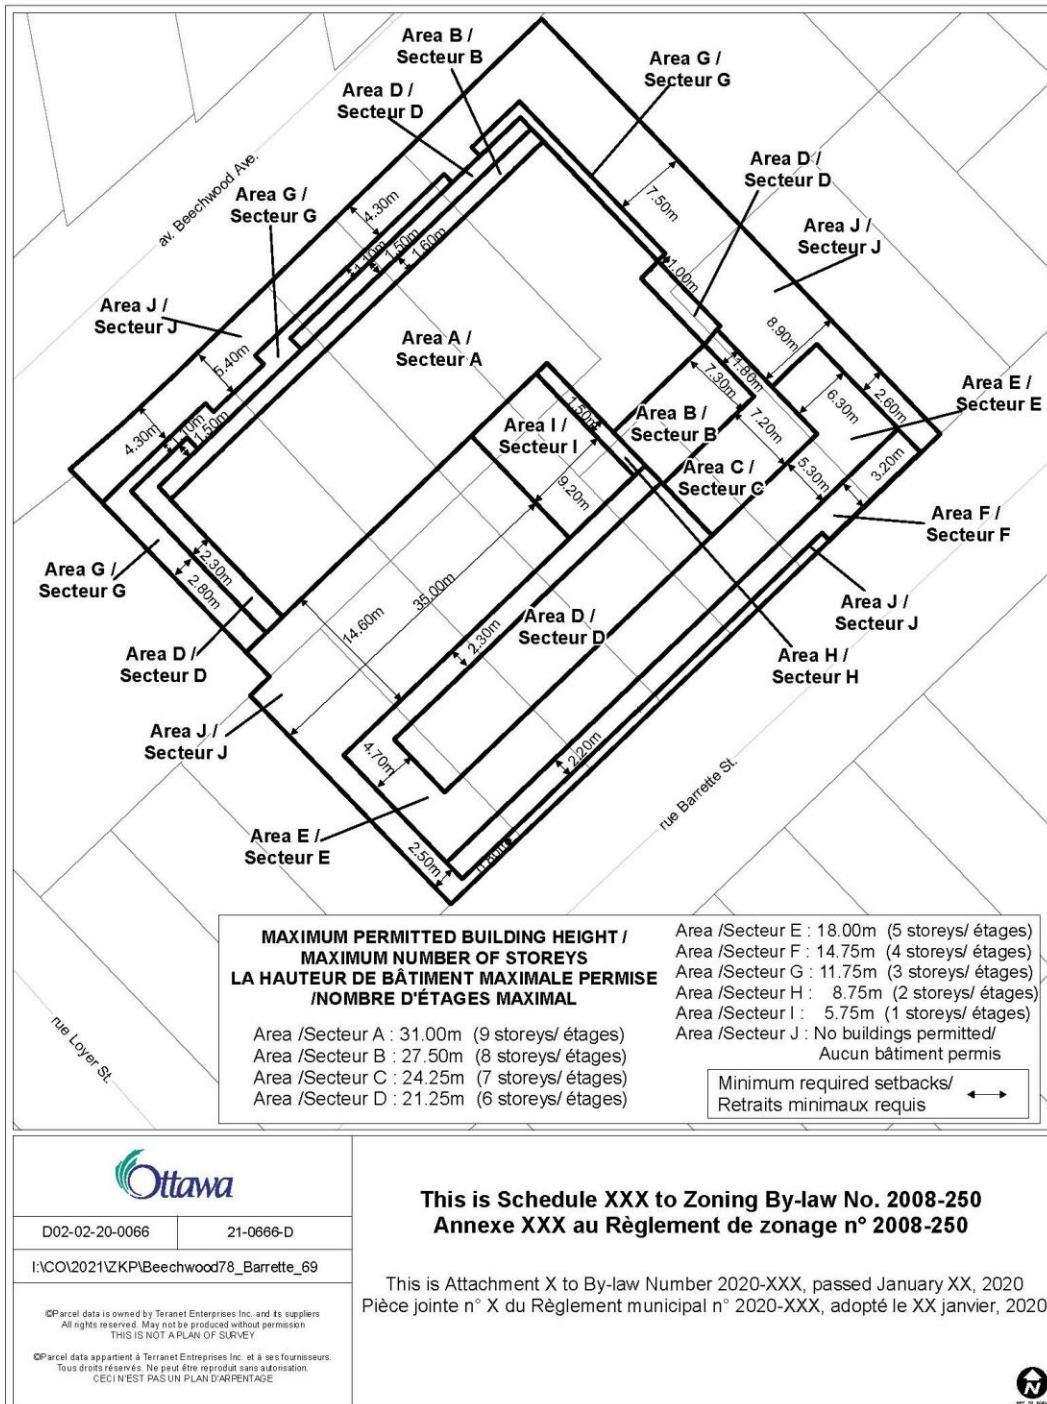 Area B /
Secteur B
Area G /
Secteur G
Area D /
Secteur D
Area D /
Secteur D
av. Beechwood Ave.
Area G /
Secteur G
4.30m
7.50m
Area J /
Secteur J
1.10m
1.50m
1.60m
1.00m
Area J /
Secteur J
Area A /
Secteur A
8.90m
5.40m
1.80m
7.30m
2.60m
Area E /
Secteur E
6.30m
1.50m
Area B /
Secteur B
Area I /
Secteur I
7.20m
4.30m
1.50m
Area C /
Secteur C
5.30m
3.20m
9.20m
Area F /
Secteur F
Area G /
Secteur G
2.30m
2.80m
35.00m
14.60m
Area D /
Secteur D
Area J /
Secteur J
2.30m
Area D /
Secteur D
Area H /
Secteur H
Area J /
Secteur J
4.70m
2.20m
rue Barrette St.
Area E /
Secteur E
2.50m
rue Loyer St.
MAXIMUM PERMITTED BUILDING HEIGHT /
MAXIMUM NUMBER OF STOREYS
LA HAUTEUR DE BÂTIMENT MAXIMALE PERMISE
/NOMBRE D'ÉTAGES MAXIMAL
Area /Secteur A : 31.00m (9 storeys/ étages)
Area /Secteur B : 27.50m (8 storeys/ étages)
Area /Secteur C : 24.25m (7 storeys/ étages)
Area /Secteur D : 21.25m (6 storeys/ étages)
Area /Secteur E : 18.00m (5 storeys/ étages)
Area /Secteur F : 14.75m (4 storeys/ étages)
Area /Secteur G : 11.75m (3 storeys/ étages)
Area /Secteur H : 8.75m (2 storeys/ étages)
Area /Secteur I : 5.75m (1 storeys/ étages)
Area /Secteur J : No buildings permitted/
Aucun bâtiment permis
Minimum required setbacks/
Retraits minimaux requis
Ottawa
D02-02-20-0066
21-0666-D
I:\CO\2021\ZKP\Beechwood78_Barrette_69
©Parcel data is owned by Teranet Enterprises Inc. and its suppliers
All rights reserved. May not be produced without permission
THIS IS NOT A PLAN OF SURVEY
©Parcel data appartient à Terranet Entreprises Inc. et à ses fournisseurs.
Tous droits réservés. Ne peut être reproduit sans autorisation.
CECI N'EST PAS UN PLAN D'ARPENTAGE
This is Schedule XXX to Zoning By-law No. 2008-250
Annexe XXX au Règlement de zonage n° 2008-250
This is Attachment X to By-law Number 2020-XXX, passed January XX, 2020
Pièce jointe n° X du Règlement municipal n° 2020-XXX, adopté le XX janvier, 2020
N